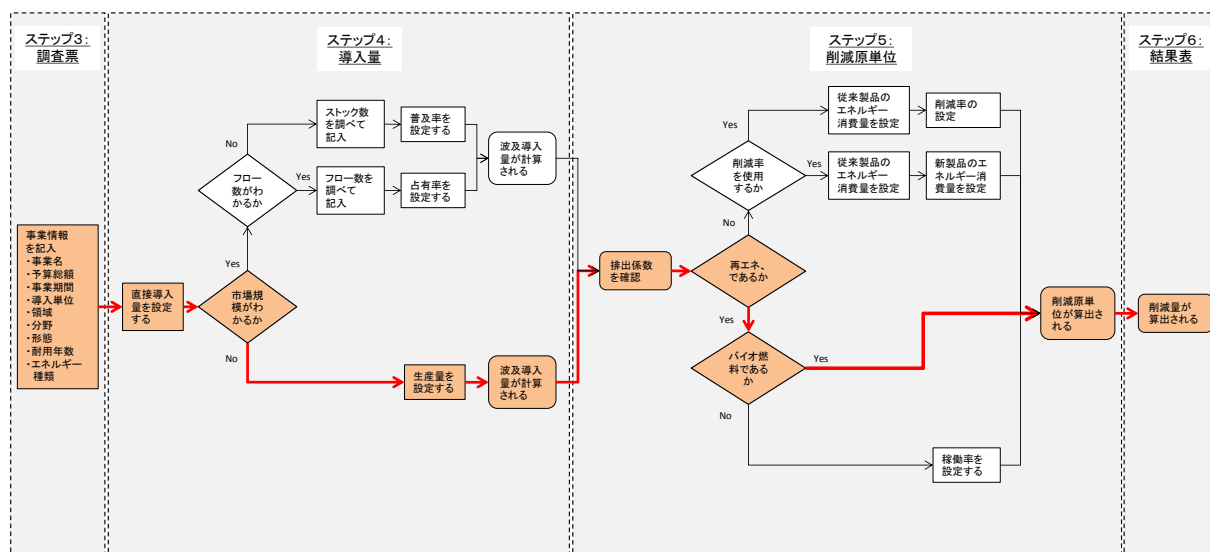 ステップ3：
調査票
事業情報
を記入
・事業名
・予算総額
・事業期間
・導入単位
・領域
・分野
・形態
・耐用年数
・エネルギー
種類
ステップ4：
導入量
直接導入
量を設定
する
市場規
模がわ
かるか
Yes
No
フロー
数がわ
かるか
No
Yes
ストック数
を調べて
記入
普及率を
設定する
フロー数を
調べて
記入
占有率を
設定する
波及導入
量が計算
される
生産量を
設定する
波及導入
量が計算
される
ステップ5：
削減原単位
排出係数
を確認
再エネ、
であるか
No
Yes
削減率
を使用
するか
Yes
Yes
従来製品の
エネルギー
消費量を設定
削減率の
設定
従来製品の
エネルギー
消費量を設定
新製品のエ
ネルギー消
費量を設定
バイオ燃
料である
か
Yes
No
稼働率を
設定する
削減原単
位が算出さ
れる
ステップ6：
結果表
削減量が
算出される